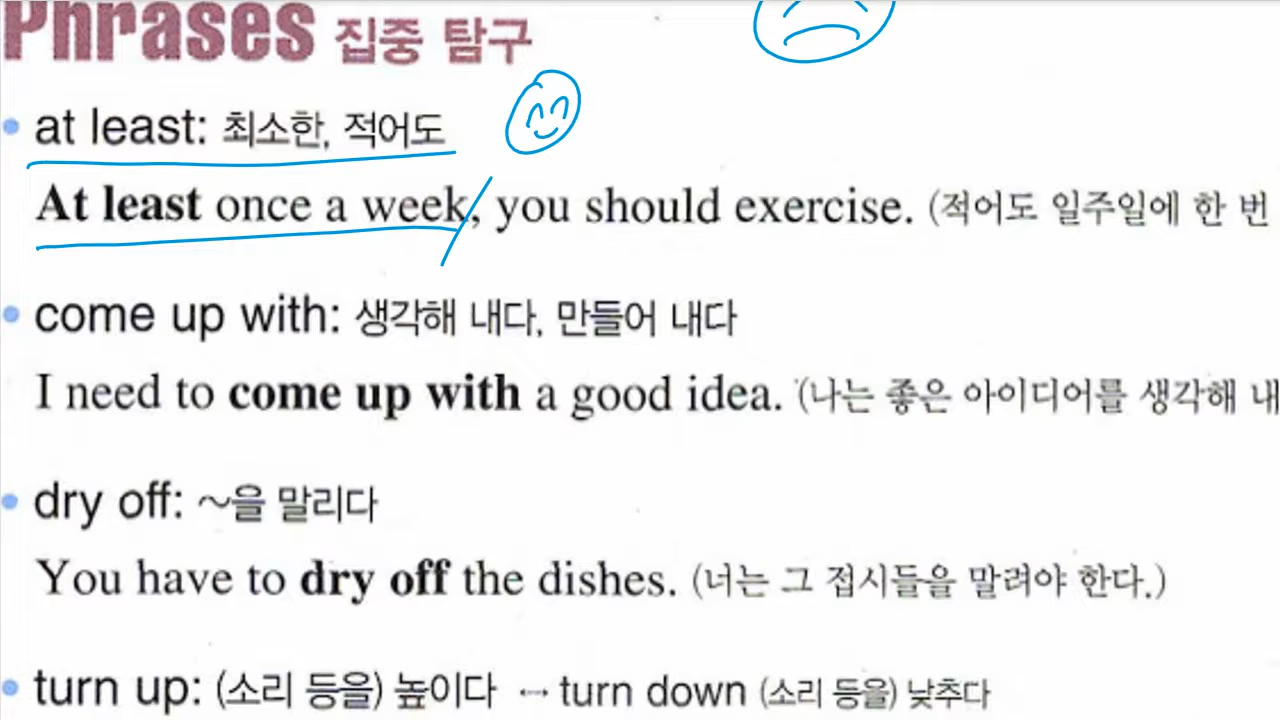 Phrases 집중 탐구
• at least: 최소한, 적어도
At least once a week, you should exercise. (적어도 일주일에 한 번
• come up with: 생각해 내다, 만들어 내다
I need to come up with a good idea. (나는 좋은 아이디어를 생각해 내
• dry off: ~을 말리다
You have to dry off the dishes. (너는 그 접시들을 말려야 한다.)
• turn up: (소리 등을) 높이다 ↔ turn down (소리 등을) 낮추다